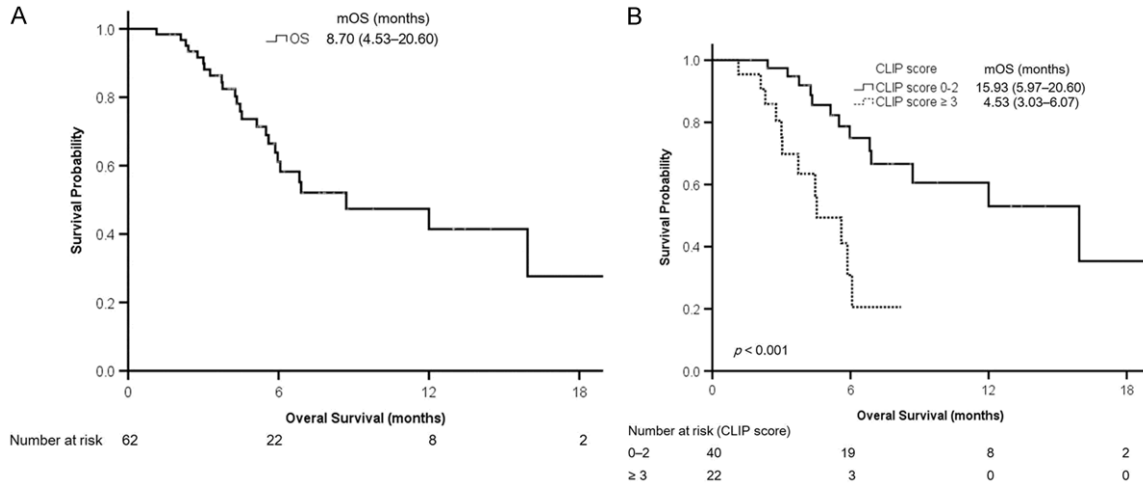 A
mOS (months)
OS 8.70 (4.53–20.60)
1.0
0.8
0.6
0.4
0.2
0.0
Survival Probability
0 6 12 18
Overal Survival (months)
Number at risk 62 22 8 2
B
CLIP score mOS (months)
CLIP score 0-2 15.93 (5.97–20.60)
CLIP score ≥ 3 4.53 (3.03–6.07)
1.0
0.8
0.6
0.4
0.2
0.0
Survival Probability
p < 0.001
0 6 12 18
Overal Survival (months)
Number at risk (CLIP score)
0–2 40 19 8 2
≥ 3 22 3 0 0